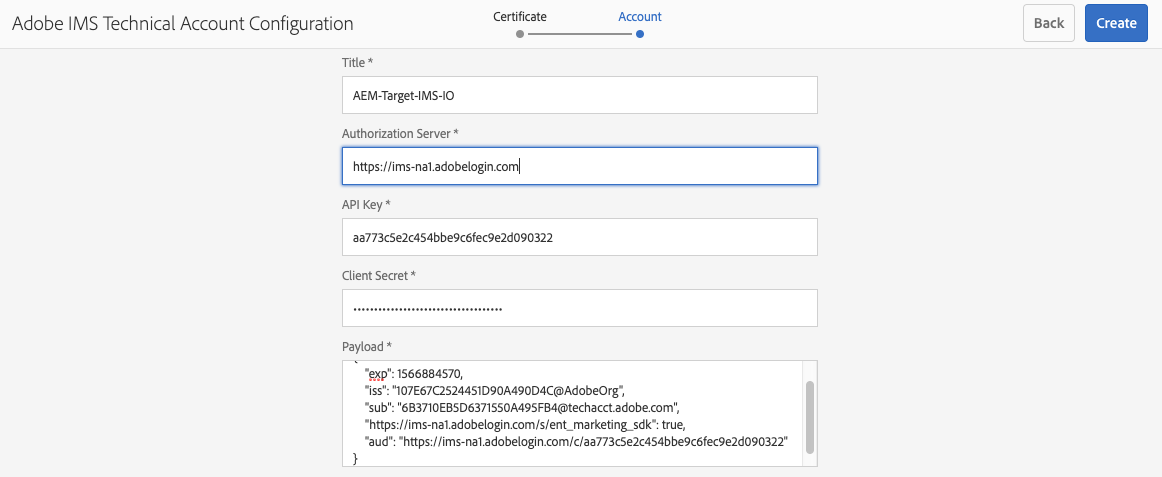 Adobe IMS Technical Account Configuration
Certificate
Account
Back
Create
Title *
AEM-Target-IMS-IO
Authorization Server *
https://ims-na1.adobelogin.com
API Key *
aa773c5e2c454bbe9c6fec9e2d090322
Client Secret *
••••••••••••••••••••••••••••••••••••
Payload *
"exp": 1566884570,
"iss": "107E67C2524451D90A490D4C@AdobeOrg",
"sub": "6B3710EB5D6371550A495FB4@techacct.adobe.com",
"https://ims-na1.adobelogin.com/s/ent_marketing_sdk": true,
"aud": "https://ims-na1.adobelogin.com/c/aa773c5e2c454bbe9c6fec9e2d090322"
}